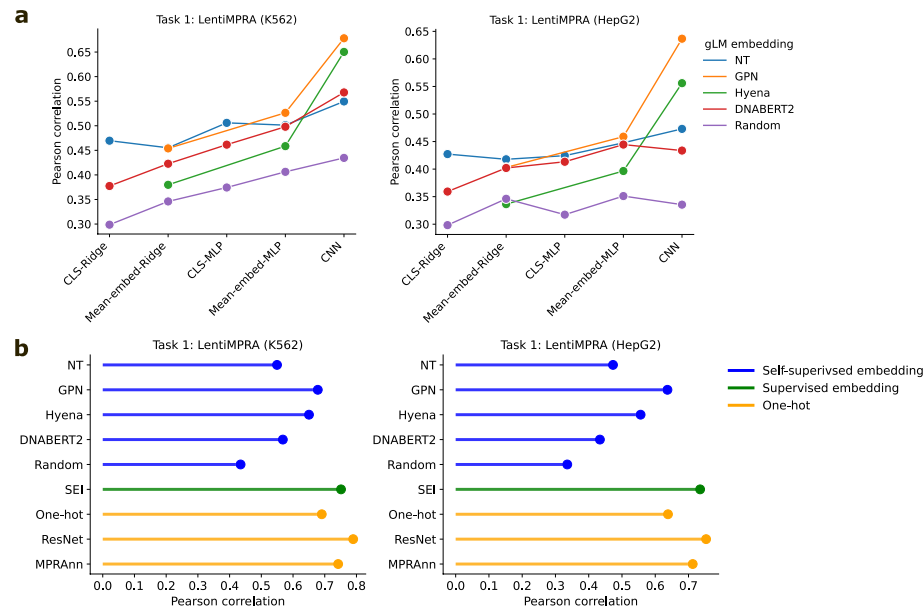 a
Task 1: LentiMPRA (K562)
Pearson correlation
0.65
0.60
0.55
0.50
0.45
0.40
0.35
0.30
CLS-Ridge
Mean-embed-Ridge
CLS-MLP
Mean-embed-MLP
CNN
Task 1: LentiMPRA (HepG2)
Pearson correlation
0.65
0.60
0.55
0.50
0.45
0.40
0.35
0.30
CLS-Ridge
Mean-embed-Ridge
CLS-MLP
Mean-embed-MLP
CNN
gLM embedding
NT
GPN
Hyena
DNABERT2
Random
b
Task 1: LentiMPRA (K562)
NT
GPN
Hyena
DNABERT2
Random
SEI
One-hot
ResNet
MPRAnn
0.0 0.1 0.2 0.3 0.4 0.5 0.6 0.7 0.8
Pearson correlation
Task 1: LentiMPRA (HepG2)
NT
GPN
Hyena
DNABERT2
Random
SEI
One-hot
ResNet
MPRAnn
0.0 0.1 0.2 0.3 0.4 0.5 0.6 0.7
Pearson correlation
Self-superivsed embedding
Supervised embedding
One-hot